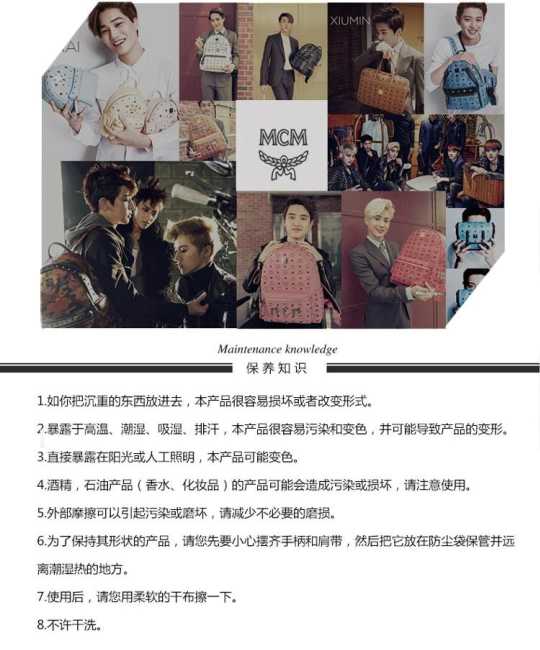 KAI
XIUMIN
MCM
Maintenance knowledge
保养知识
1.如你把沉重的东西放进去，本产品很容易损坏或者改变形式。
2.暴露于高温、潮湿、吸湿、排汗，本产品很容易污染和变色，并可能导致产品的变形。
3.直接暴露在阳光或人工照明，本产品可能变色。
4.酒精，石油产品（香水、化妆品）的产品可能会造成污染或损坏，请注意使用。
5.外部摩擦可以引起污染或磨坏，请减少不必要的磨损。
6.为了保持其形状的产品，请您先要小心摆齐手柄和肩带，然后把它放在防尘袋保管并远
离潮湿热的地方。
7.使用后，请您用柔软的干布擦一下。
8.不许干洗。